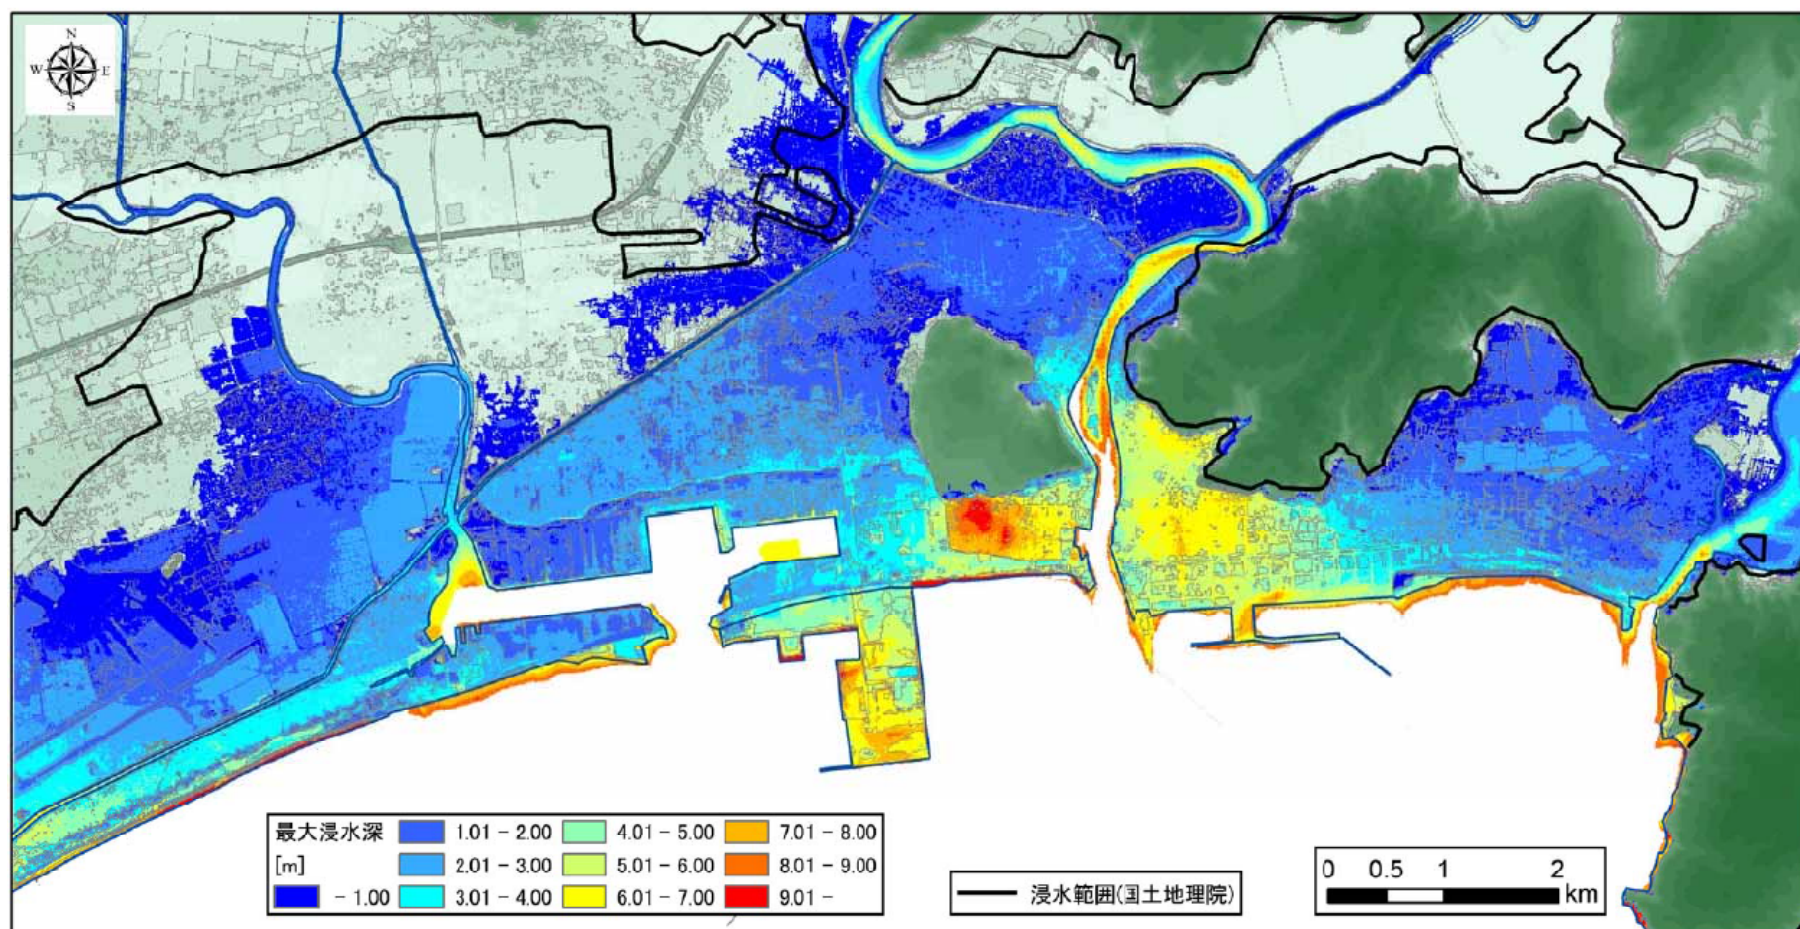 N
W E
S
最大浸水深
[m]
- 1.00
1.01 - 2.00
2.01 - 3.00
3.01 - 4.00
4.01 - 5.00
5.01 - 6.00
6.01 - 7.00
7.01 - 8.00
8.01 - 9.00
9.01 -
浸水範囲(国土地理院)
0 0.5 1 2
km